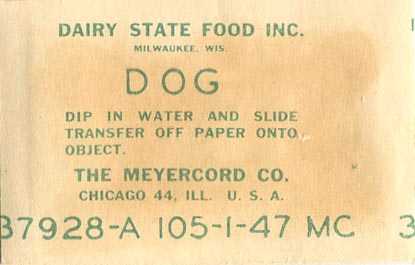 DAIRY STATE FOOD INC.
MILWAUKEE, WIS.
DOG
DIP IN WATER AND SLIDE
TRANSFER OFF PAPER ONTO
OBJECT.
THE MEYERCORD CO.
CHICAGO 44, ILL. U. S. A.
37928-A 105-1-47 MC 3